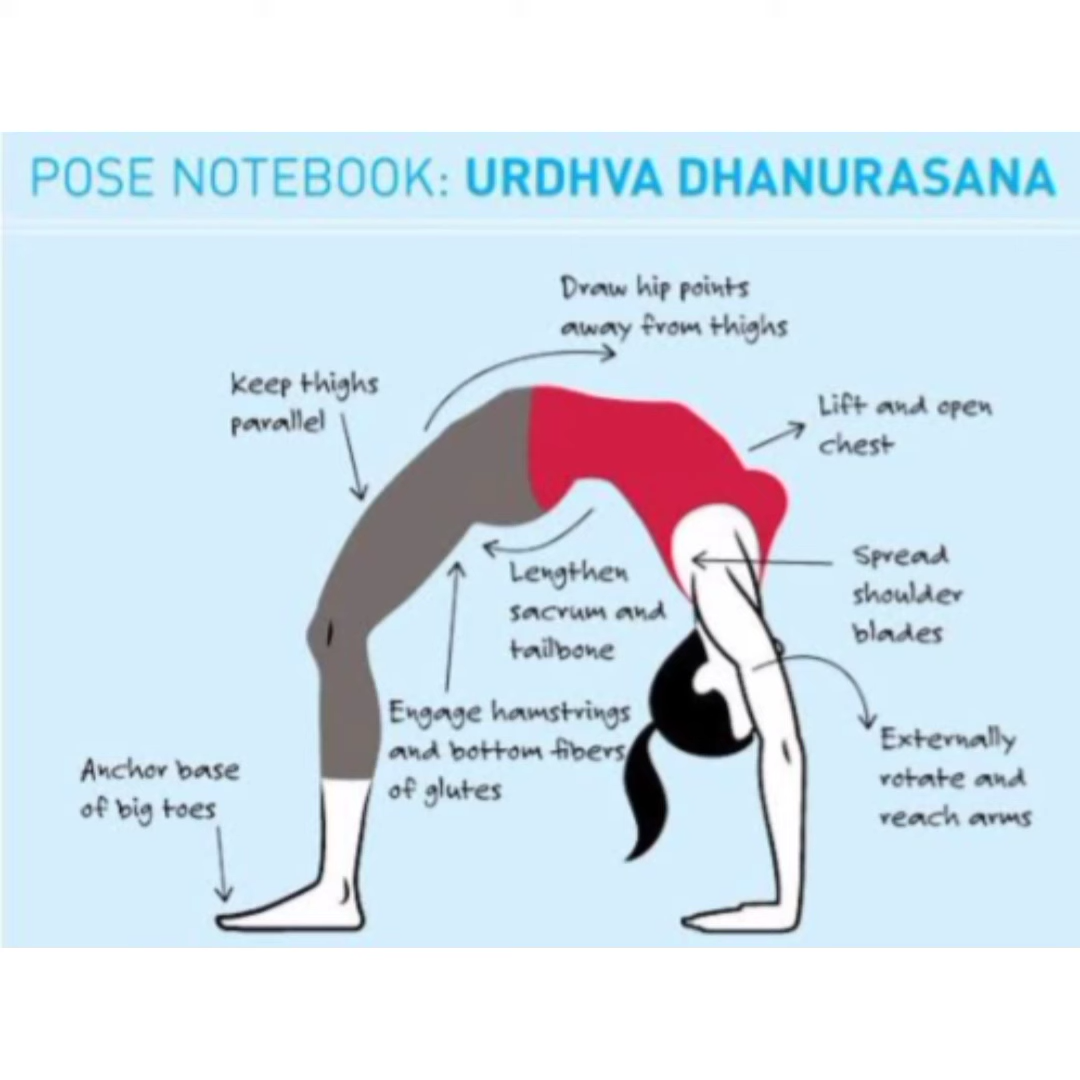 POSE NOTEBOOK: URDHVA DHANURASANA
Draw hip points
away from thighs
Keep thighs
parallel
Lift and open
chest
Spread
shoulder
blades
Lengthen
sacrum and
tailbone
Engage hamstrings
and bottom fibers
of glutes
Externally
rotate and
reach arms
Anchor base
of big toes